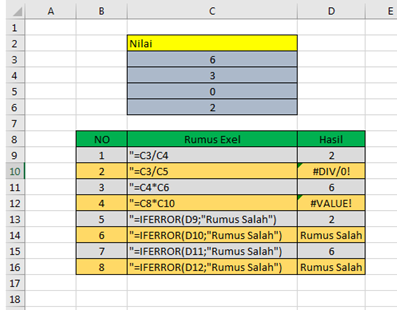 A B C D E
1
2 Nilai
3 6
4 3
5 0
6 2
7
8 NO Rumus Exel Hasil
9 1 "=C3/C4 2
10 2 "=C3/C5 #DIV/0!
11 3 "=C4*C6 6
12 4 "=C8*C10 #VALUE!
13 5 "=IFERROR(D9;"Rumus Salah") 2
14 6 "=IFERROR(D10;"Rumus Salah") Rumus Salah
15 7 "=IFERROR(D11;"Rumus Salah") 6
16 8 "=IFERROR(D12;"Rumus Salah") Rumus Salah
17
18